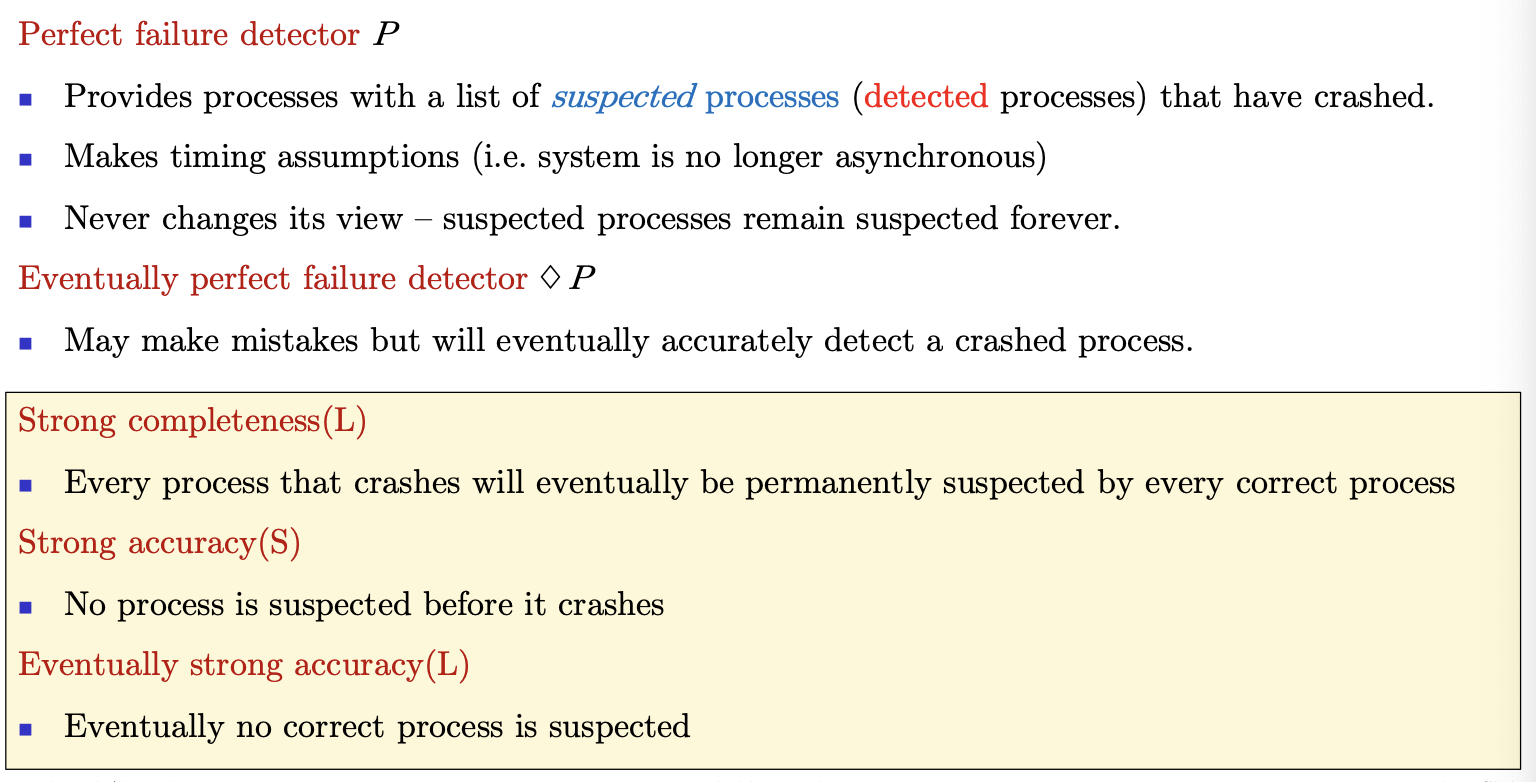 Perfect failure detector P
▪ Provides processes with a list of suspected processes (detected processes) that have crashed.
▪ Makes timing assumptions (i.e. system is no longer asynchronous)
▪ Never changes its view – suspected processes remain suspected forever.
Eventually perfect failure detector ◊ P
▪ May make mistakes but will eventually accurately detect a crashed process.
Strong completeness(L)
▪ Every process that crashes will eventually be permanently suspected by every correct process
Strong accuracy(S)
▪ No process is suspected before it crashes
Eventually strong accuracy(L)
▪ Eventually no correct process is suspected